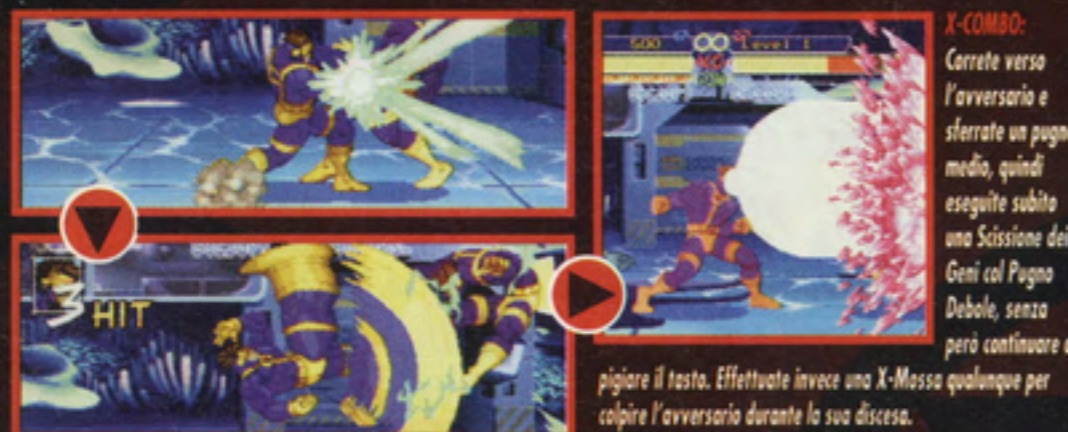 X-COMBO:
Correte verso
l'avversario e
sferrate un pugno
medio, quindi
eseguite subito
una Scissione dei
Geni col Pugno
Debole, senza
però continuare a
pigiare il tasto. Effettuate invece una X-Mossa qualunque per
colpire l'avversario durante la sua discesa.
500 Level 1
KO
3 HIT